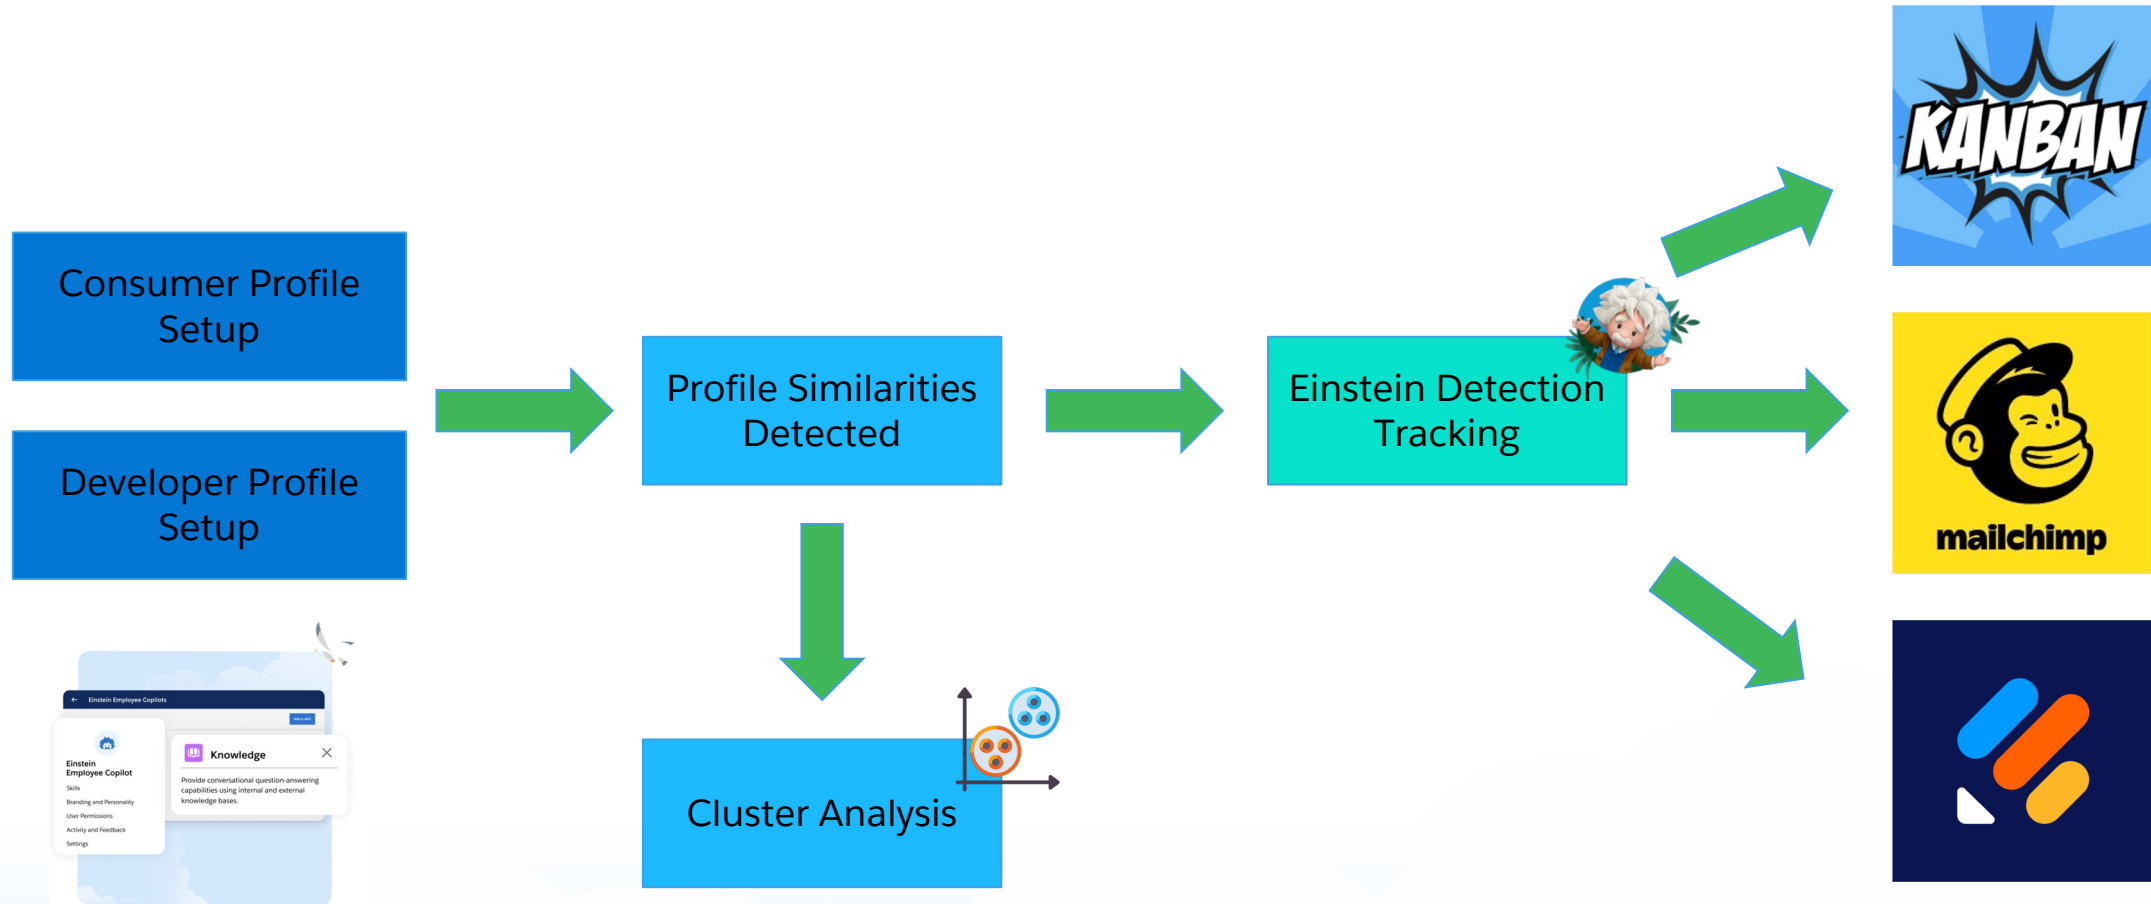 Consumer Profile
Setup
Developer Profile
Setup
Einstein Employee Copilots
Add a skill
Einstein
Employee Copilot
Skills
Branding and Personality
User Permissions
Activity and Feedback
Settings
Knowledge
Provide conversational question-answering
capabilities using internal and external
knowledge bases.
Profile Similarities
Detected
Cluster Analysis
Einstein Detection
Tracking
KANBAN
mailchimp